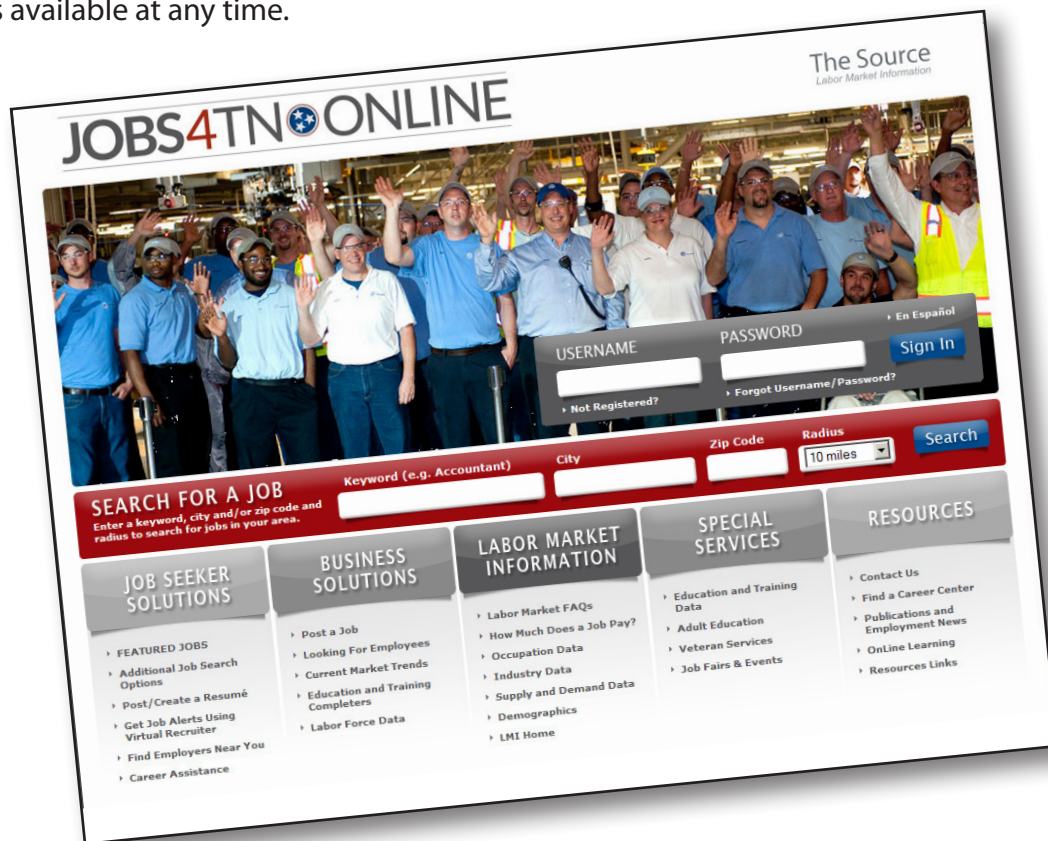 s available at any time.
JOBS4TN ONLINE
The Source
Labor Market Information
En Español
USERNAME
PASSWORD
Sign In
Not Registered?
Forgot Username/Password?
SEARCH FOR A JOB
Enter a keyword, city and/or zip code and
radius to search for jobs in your area.
Keyword (e.g. Accountant)
City
Zip Code
Radius
10 miles
Search
JOB SEEKER
SOLUTIONS
FEATURED JOBS
Additional Job Search
Options
Post/Create a Resumé
Get Job Alerts Using
Virtual Recruiter
Find Employers Near You
Career Assistance
BUSINESS
SOLUTIONS
Post a Job
Looking For Employees
Current Market Trends
Education and Training
Completers
Labor Force Data
LABOR MARKET
INFORMATION
Labor Market FAQs
How Much Does a Job Pay?
Occupation Data
Industry Data
Supply and Demand Data
Demographics
LMI Home
SPECIAL
SERVICES
Education and Training
Data
Adult Education
Veteran Services
Job Fairs & Events
RESOURCES
Contact Us
Find a Career Center
Publications and
Employment News
OnLine Learning
Resources Links